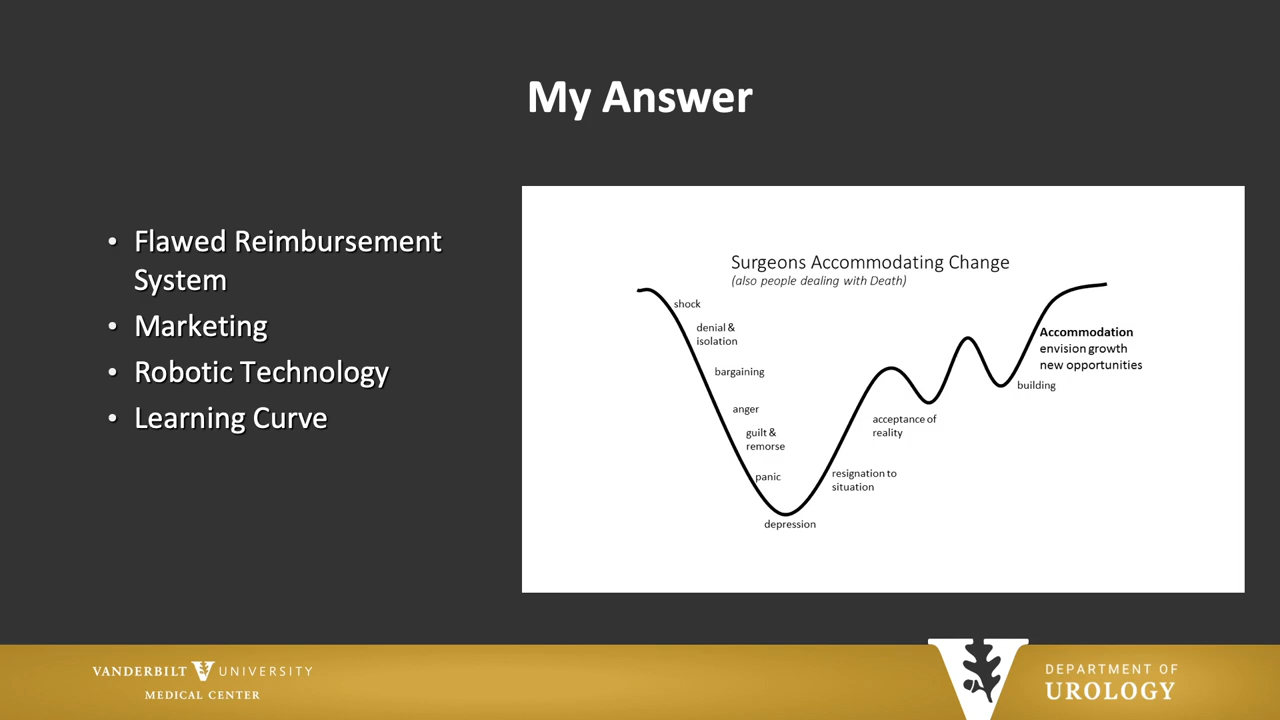 My Answer
• Flawed Reimbursement
System
• Marketing
• Robotic Technology
• Learning Curve
Surgeons Accommodating Change
(also people dealing with Death)
shock
denial &
isolation
bargaining
anger
guilt &
remorse
panic
depression
resignation to
situation
acceptance of
reality
building
Accommodation
envision growth
new opportunities
VANDERBILT V UNIVERSITY
MEDICAL CENTER
V
DEPARTMENT OF
UROLOGY